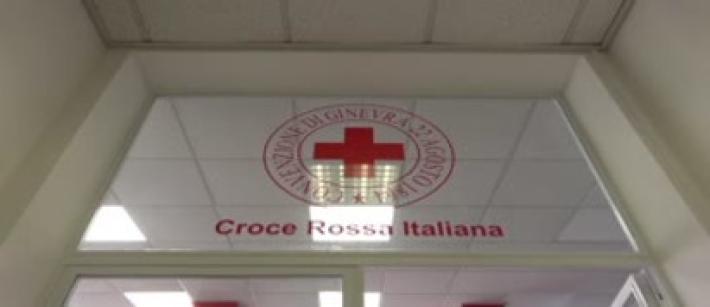 CONVENZIONE DI GINEVRA 22 AGOSTO
Croce Rossa Italiana